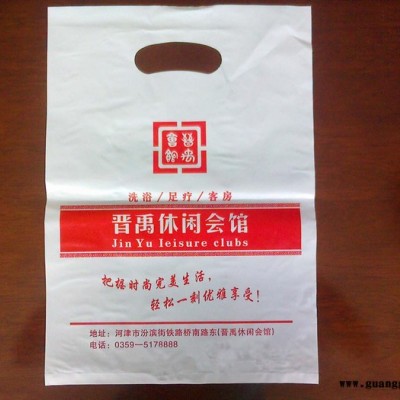 洗浴/足疗/客房
晋禹休闲会馆
Jin Yu leisure clubs
把握时尚完美生活,
轻松一刻优雅享受!
地址:河津市汾滨街铁路桥南路东(晋禹休闲会馆)
电话:0359-5178888
www.guang